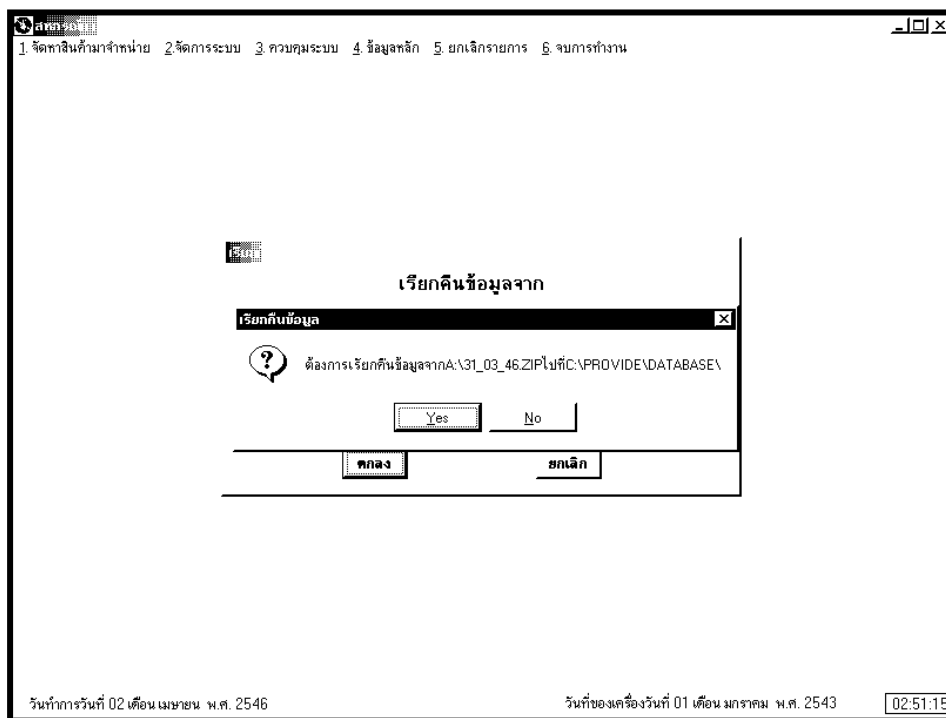 1. จัดหาสินค้ามาจำหน่าย 2.จัดการระบบ 3. ควบคุมระบบ 4. ข้อมูลหลัก 5. ยกเลิกรายการ 6. จบการทำงาน
เรียกคืนข้อมูลจาก
เรียกคืนข้อมูล
ต้องการเรียกคืนข้อมูลจากA:\31_03_46.ZIPไปที่C:\PROVIDE\DATABASE\
Yes No
ตกลง ยกเลิก
วันทำการวันที่ 02 เดือน เมษายน พ.ศ. 2546 วันที่ของเครื่องวันที่ 01 เดือน มกราคม พ.ศ. 2543 02:51:15